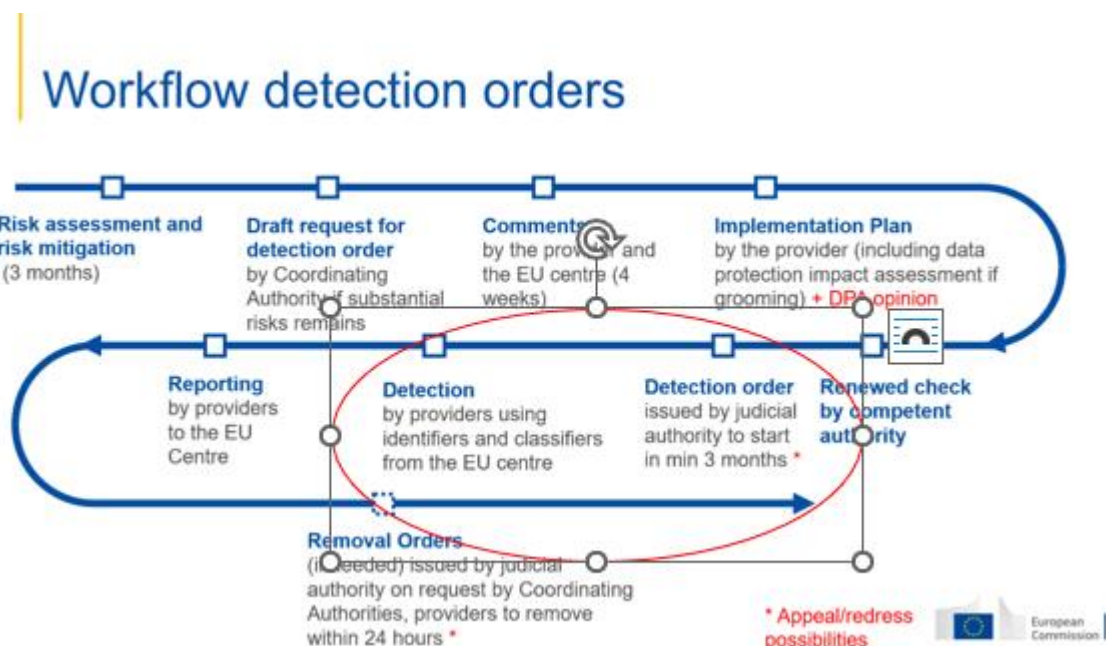 Workflow detection orders
Risk assessment and
risk mitigation
(3 months)
Draft request for
detection order
by Coordinating
Authority if substantial
risks remains
Comments
by the provider and
the EU centre (4
weeks)
Implementation Plan
by the provider (including data
protection impact assessment if
grooming) + DPA opinion
Renewed check
by competent
authority
Detection order
issued by judicial
authority to start
in min 3 months *
Detection
by providers using
identifiers and classifiers
from the EU centre
Reporting
by providers
to the EU
Centre
Removal Orders
(if needed) issued by judicial
authority on request by Coordinating
Authorities, providers to remove
within 24 hours *
* Appeal/redress
possibilities
European
Commission